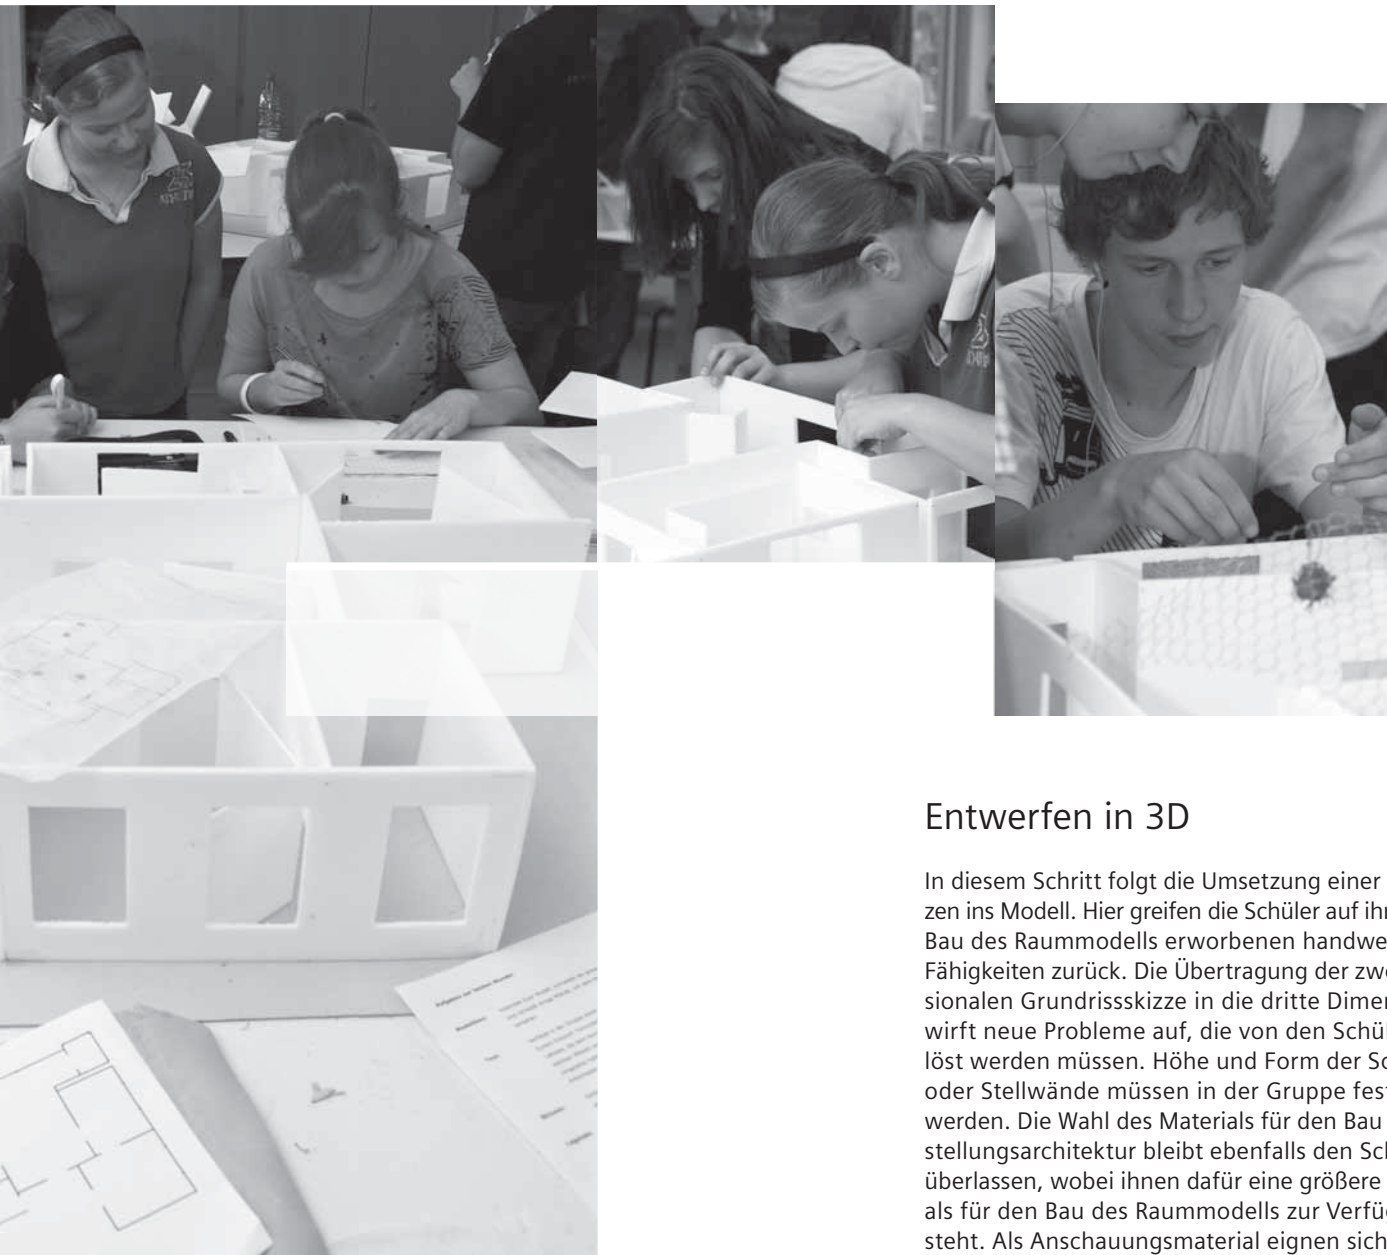 Entwerfen in 3D
In diesem Schritt folgt die Umsetzung einer
zen ins Modell. Hier greifen die Schüler auf ihr
Bau des Raummodells erworbenen handwe
Fähigkeiten zurück. Die Übertragung der zwe
sionalen Grundrissskizze in die dritte Dimen
wirft neue Probleme auf, die von den Schül
löst werden müssen. Höhe und Form der So
oder Stellwände müssen in der Gruppe fest
werden. Die Wahl des Materials für den Bau
stellungsarchitektur bleibt ebenfalls den Sch
überlassen, wobei ihnen dafür eine größere
als für den Bau des Raummodells zur Verfüg
steht. Als Anschauungsmaterial eignen sich